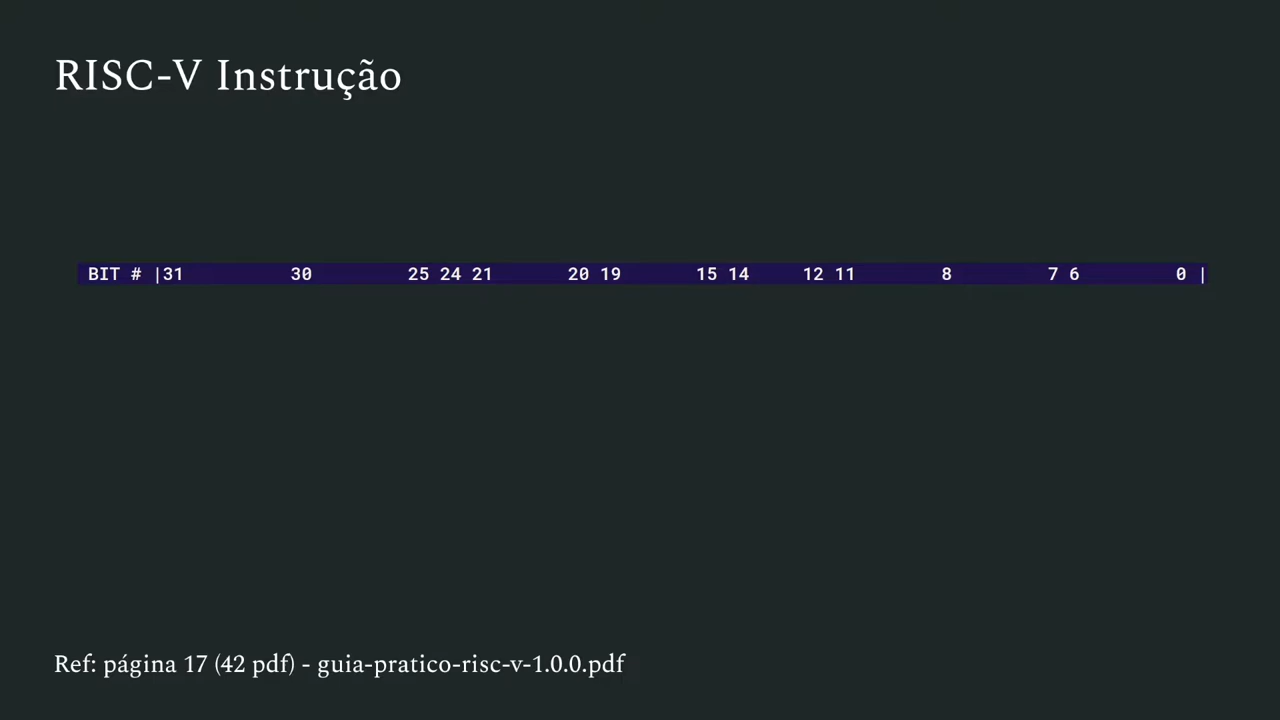 RISC-V Instrução
BIT # |31 30 25 24 21 20 19 15 14 12 11 8 7 6 0 |
Ref: página 17 (42 pdf) - guia-pratico-risc-v-1.0.0.pdf